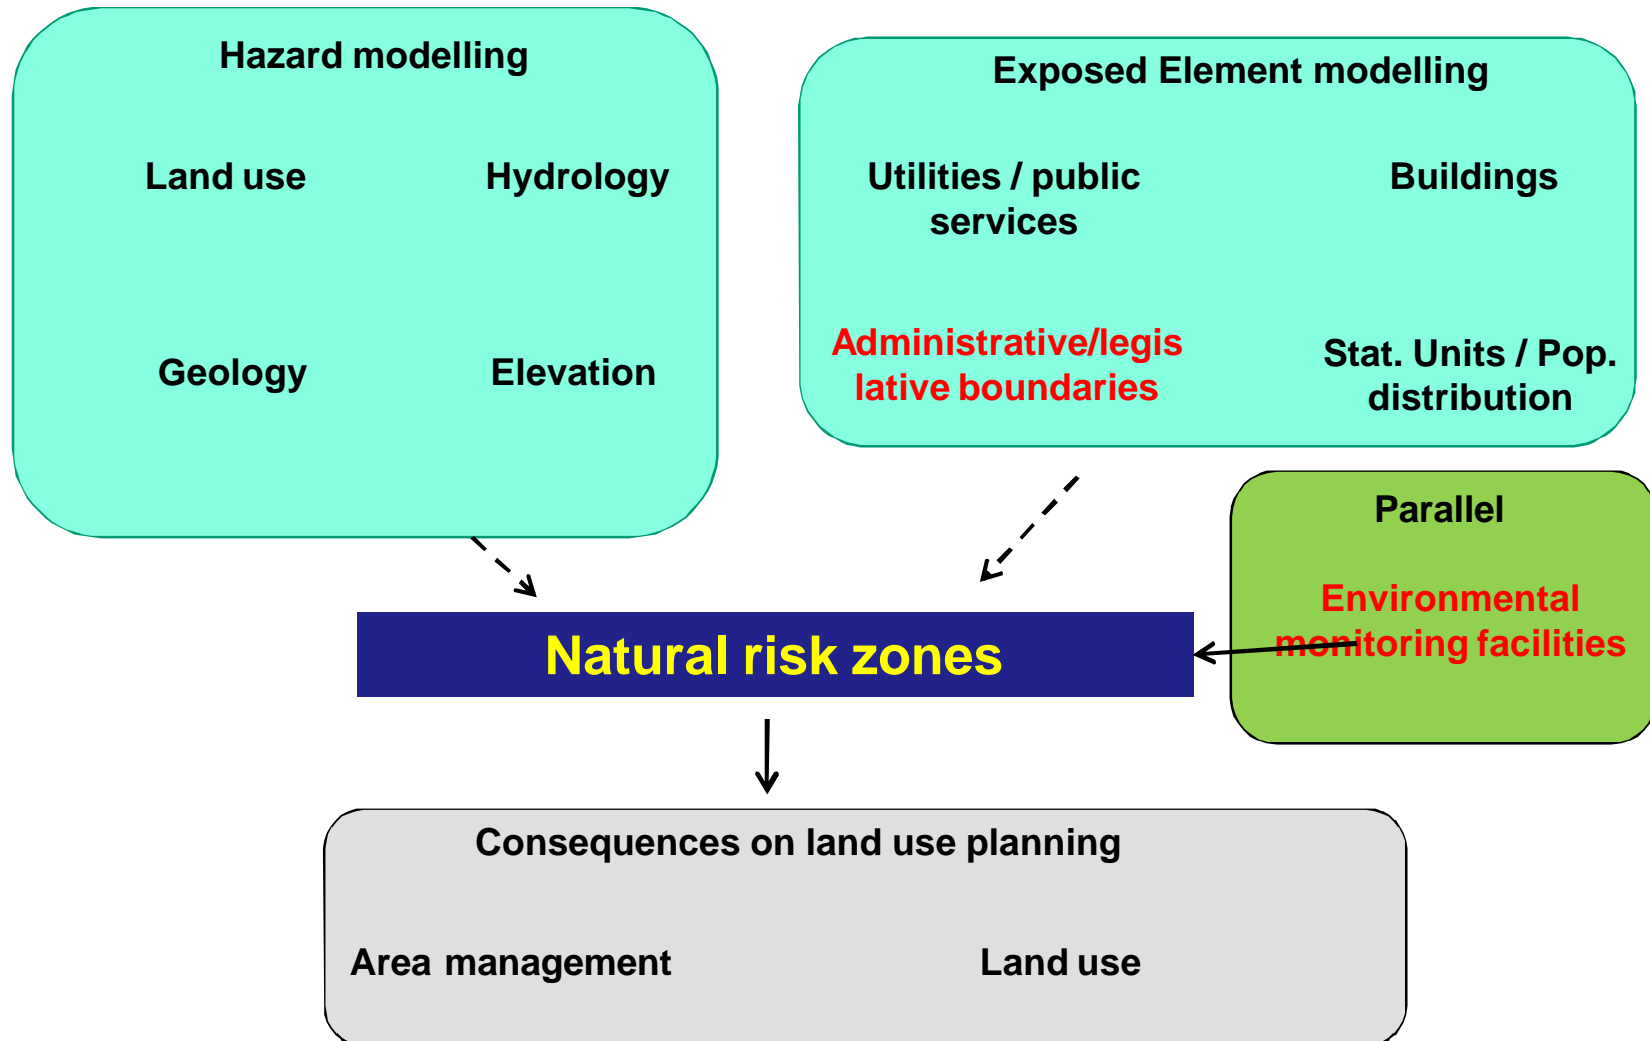 Hazard modelling
Land use
Hydrology
Geology
Elevation
Exposed Element modelling
Utilities / public
services
Buildings
Administrative/legis
lative boundaries
Stat. Units / Pop.
distribution
Parallel
Environmental
monitoring facilities
Natural risk zones
Consequences on land use planning
Area management
Land use